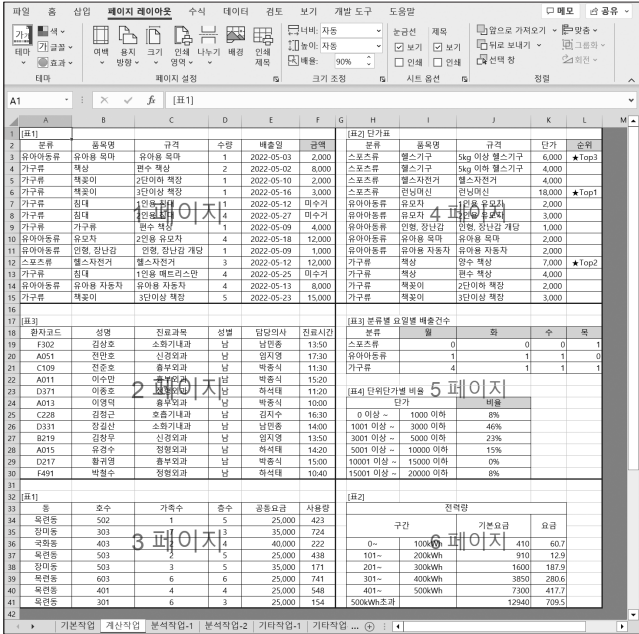 파일 홈 삽입 페이지 레이아웃 수식 데이터 검토 보기 개발 도구 도움말 메모 공유
테마 색 글꼴 효과 여백 용지 방향 크기 인쇄 영역 나누기 배경 인쇄 제목 너비: 자동 높이: 자동 배율: 90% 눈금선 제목 보기 보기 인쇄 인쇄 앞으로 가져오기 뒤로 보내기 선택 창 맞춤 그룹화 회전
테마 페이지 설정 크기 조정 시트 옵션 정렬
A1 fx [표1]
A B C D E F G H I J K L M
1 [표1] [표2] 단가표
2 분류 품목명 규격 수량 배출일 금액 분류 품목명 규격 단가 순위
3 유아아동류 유아용 목마 유아용 목마 1 2022-05-03 2,000 스포츠류 헬스기구 5kg 이상 헬스기구 6,000 ★Top3
4 가구류 책상 편수 책상 2 2022-05-02 8,000 스포츠류 헬스기구 5kg 이하 헬스기구 4,000
5 가구류 책꽂이 2단이하 책장 1 2022-05-10 2,000 스포츠류 헬스자전거 헬스자전거 4,000
6 가구류 책꽂이 3단이상 책장 1 2022-05-16 3,000 스포츠류 런닝머신 런닝머신 18,000 ★Top1
7 가구류 침대 1인용 침대 1 2022-05-12 미수거 유아아동류 유모차 1인용 유모차 2,000
8 가구류 침대 2인용 침대 4 2022-05-27 미수거 유아아동류 유모차 2인용 유모차 3,000
9 가구류 가구류 편수 책상 1 2022-05-09 4,000 유아아동류 인형, 장난감 인형, 장난감 개당 1,000
10 유아아동류 유모차 2인용 유모차 4 2022-05-18 12,000 유아아동류 유아용 목마 유아용 목마 2,000
11 유아아동류 인형, 장난감 인형, 장난감 개당 1 2022-05-09 1,000 유아아동류 유아용 자동차 유아용 자동차 2,000
12 스포츠류 헬스자전거 헬스자전거 3 2022-05-12 12,000 가구류 책상 양수 책상 7,000 ★Top2
13 가구류 침대 1인용 매트리스만 4 2022-05-25 미수거 가구류 책상 편수 책상 4,000
14 유아아동류 유아용 자동차 유아용 자동차 4 2022-05-13 8,000 가구류 책꽂이 2단이하 책장 2,000
15 가구류 책꽂이 3단이상 책장 5 2022-05-23 15,000 가구류 책꽂이 3단이상 책장 3,000
1 페이지 4 페이지
16
17 [표3] [표3] 분류별 요일별 배출건수
18 환자코드 성명 진료과목 성별 담당의사 진료시간 분류 월 화 수 목
19 F302 김상호 소화기내과 남 남민종 13:50 스포츠류 0 0 0 1
20 A051 전만호 신경외과 남 임지영 17:30 유아아동류 1 1 1 0
21 C109 전준호 흉부외과 남 박종식 11:30 가구류 4 1 1 1
22 A011 이수만 흉부외과 남 박종식 15:20
23 D371 이종호 정형외과 남 하석태 11:20
24 A013 이영덕 흉부외과 남 박종식 10:00 [표4] 단위단가별 비율
25 C228 김정근 호흡기내과 남 김지수 16:30 단가 비율
26 D331 장길산 소화기내과 남 남민종 14:00 0 이상 ~ 1000 이하 8%
27 B219 김창무 신경외과 남 임지영 13:50 1001 이상 ~ 3000 이하 46%
28 A015 유경수 정형외과 남 하석태 14:20 3001 이상 ~ 5000 이하 23%
29 D217 황귀영 흉부외과 남 박종식 15:00 5001 이상 ~ 10000 이하 15%
30 F491 박철수 정형외과 남 하석태 10:40 10001 이상 ~ 15000 이하 0%
15001 이상 ~ 20000 이하 8%
2 페이지 5 페이지
31
32 [표1] [표2]
33 동 호수 가족수 층수 공동요금 사용량 전력량
34 목련동 502 1 5 25,000 423 구간 기본요금 요금
35 장미동 303 3 35,000 724
36 국화동 403 2 4 40,000 222 0~ 100kWh 410 60.7
37 목련동 503 2 5 25,000 438 101~ 200kWh 910 12.9
38 장미동 503 3 5 35,000 171 201~ 300kWh 1600 187.9
39 목련동 603 6 6 25,000 741 301~ 400kWh 3850 280.6
40 목련동 401 4 4 25,000 548 401~ 500kWh 7300 417.7
41 목련동 301 6 3 25,000 154 500kWh초과 12940 709.5
3 페이지 6 페이지
42
기본작업 계산작업 분석작업-1 분석작업-2 기타작업-1 기타작업 ...